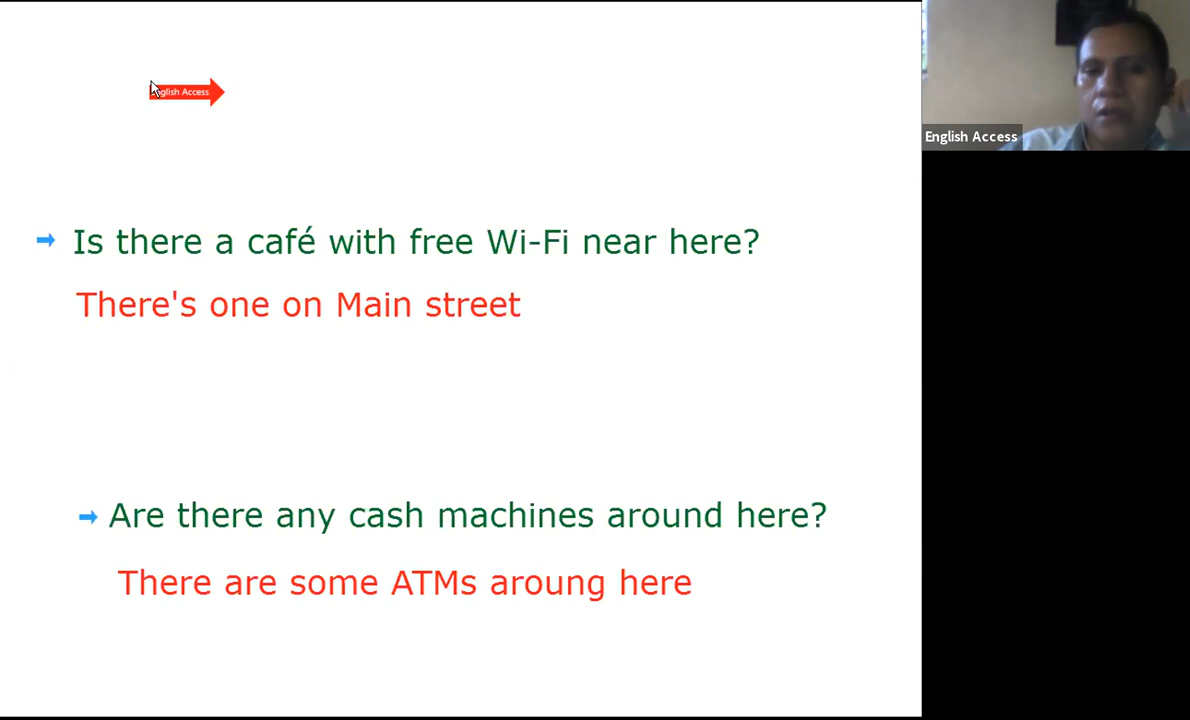 English Access
English Access
Is there a café with free Wi-Fi near here?
There's one on Main street
Are there any cash machines around here?
There are some ATMs aroung here